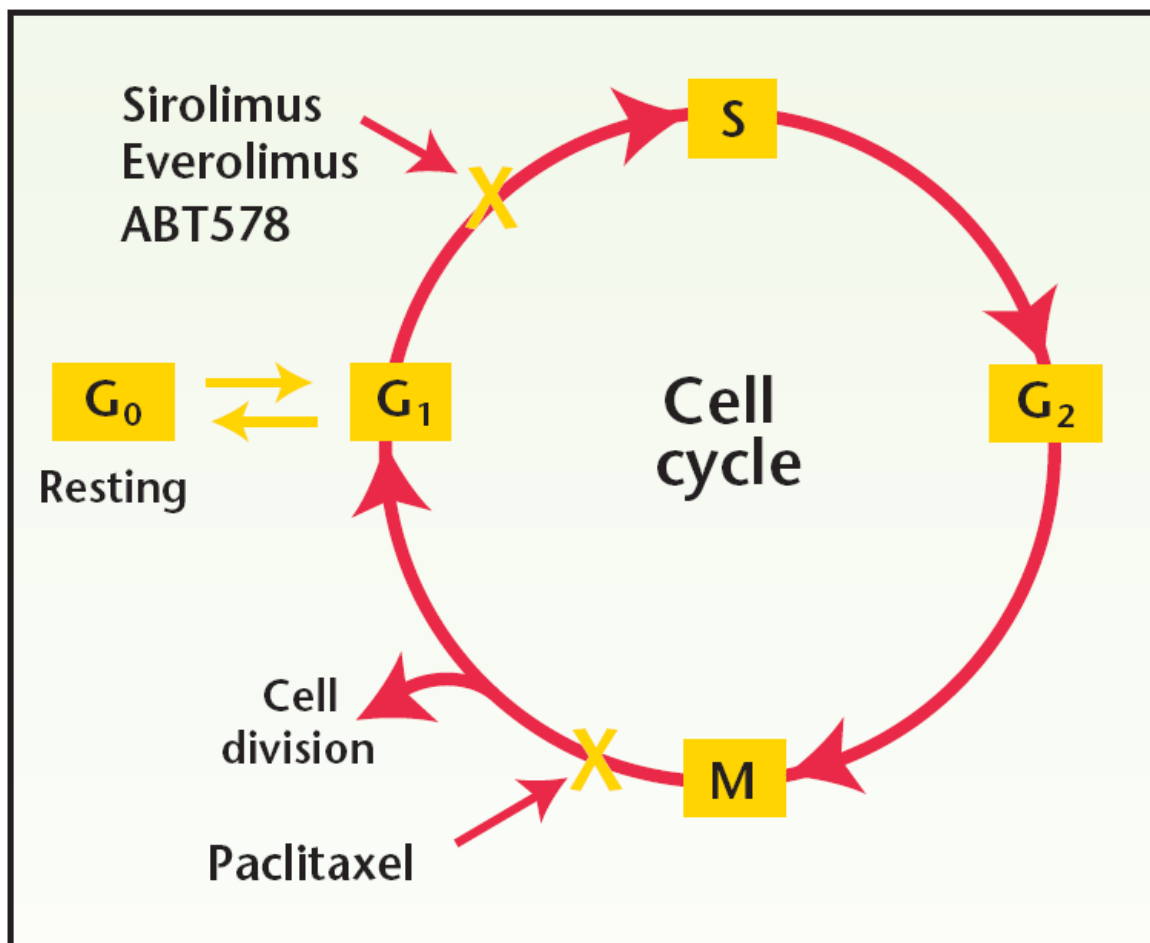 Sirolimus
Everolimus
ABT578
X
S
G₀
Resting
G₁
Cell
cycle
G₂
Cell
division
X
M
Paclitaxel